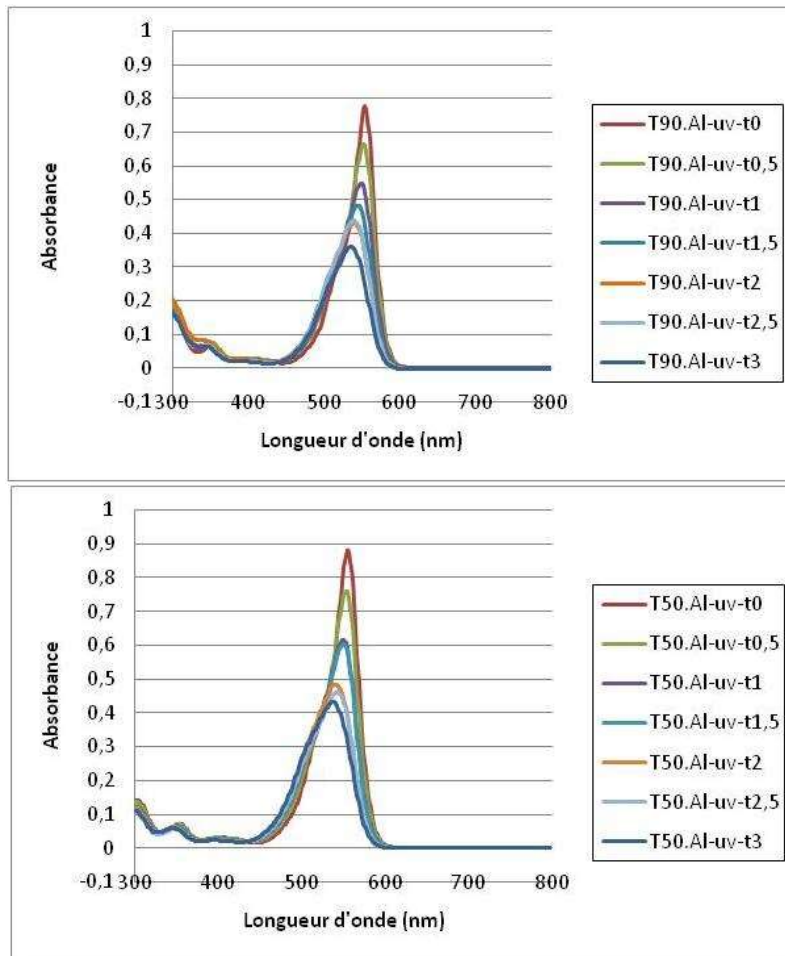 1
0,9
0,8
0,7
0,6
0,5
0,4
0,3
0,2
0,1
0
-0,1
300 400 500 600 700 800
Absorbance
Longueur d'onde (nm)
T90.Al-uv-t0
T90.Al-uv-t0,5
T90.Al-uv-t1
T90.Al-uv-t1,5
T90.Al-uv-t2
T90.Al-uv-t2,5
T90.Al-uv-t3
1
0,9
0,8
0,7
0,6
0,5
0,4
0,3
0,2
0,1
0
-0,1
300 400 500 600 700 800
Absorbance
Longueur d'onde (nm)
T50.Al-uv-t0
T50.Al-uv-t0,5
T50.Al-uv-t1
T50.Al-uv-t1,5
T50.Al-uv-t2
T50.Al-uv-t2,5
T50.Al-uv-t3